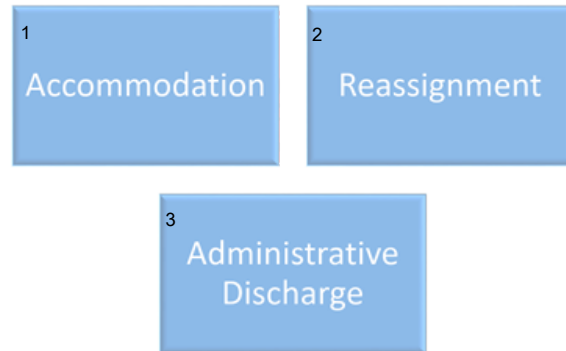 1
Accommodation
2
Reassignment
3
Administrative
Discharge